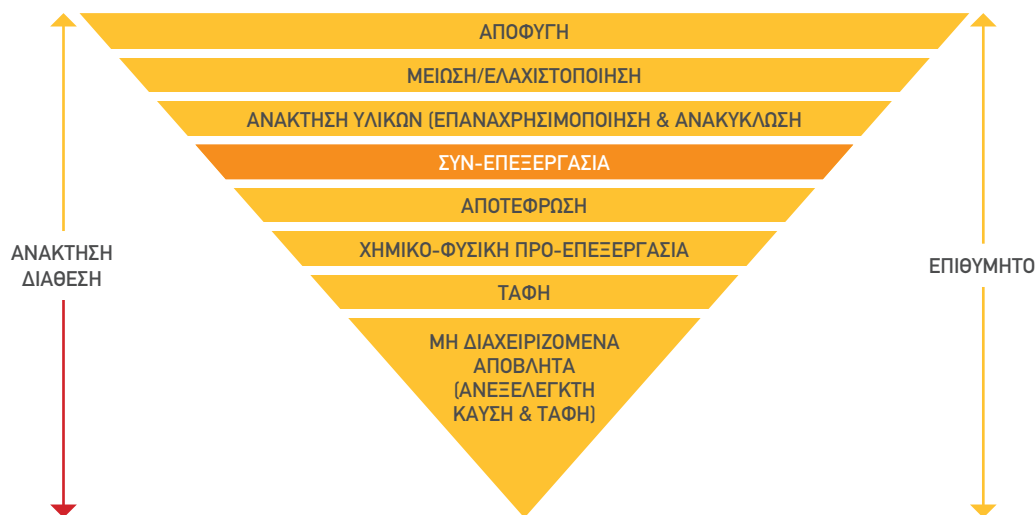 ΑΠΟΦΥΓΗ
ΜΕΙΩΣΗ/ΕΛΑΧΙΣΤΟΠΟΙΗΣΗ
ΑΝΑΚΤΗΣΗ ΥΛΙΚΩΝ (ΕΠΑΝΑΧΡΗΣΙΜΟΠΟΙΗΣΗ & ΑΝΑΚΥΚΛΩΣΗ
ΣΥΝ-ΕΠΕΞΕΡΓΑΣΙΑ
ΑΠΟΤΕΦΡΩΣΗ
ΧΗΜΙΚΟ-ΦΥΣΙΚΗ ΠΡΟ-ΕΠΕΞΕΡΓΑΣΙΑ
ΤΑΦΗ
ΜΗ ΔΙΑΧΕΙΡΙΖΟΜΕΝΑ
ΑΠΟΒΛΗΤΑ
(ΑΝΕΞΕΛΕΓΚΤΗ
ΚΑΥΣΗ & ΤΑΦΗ)
ΑΝΑΚΤΗΣΗ
ΔΙΑΘΕΣΗ
ΕΠΙΘΥΜΗΤΟ